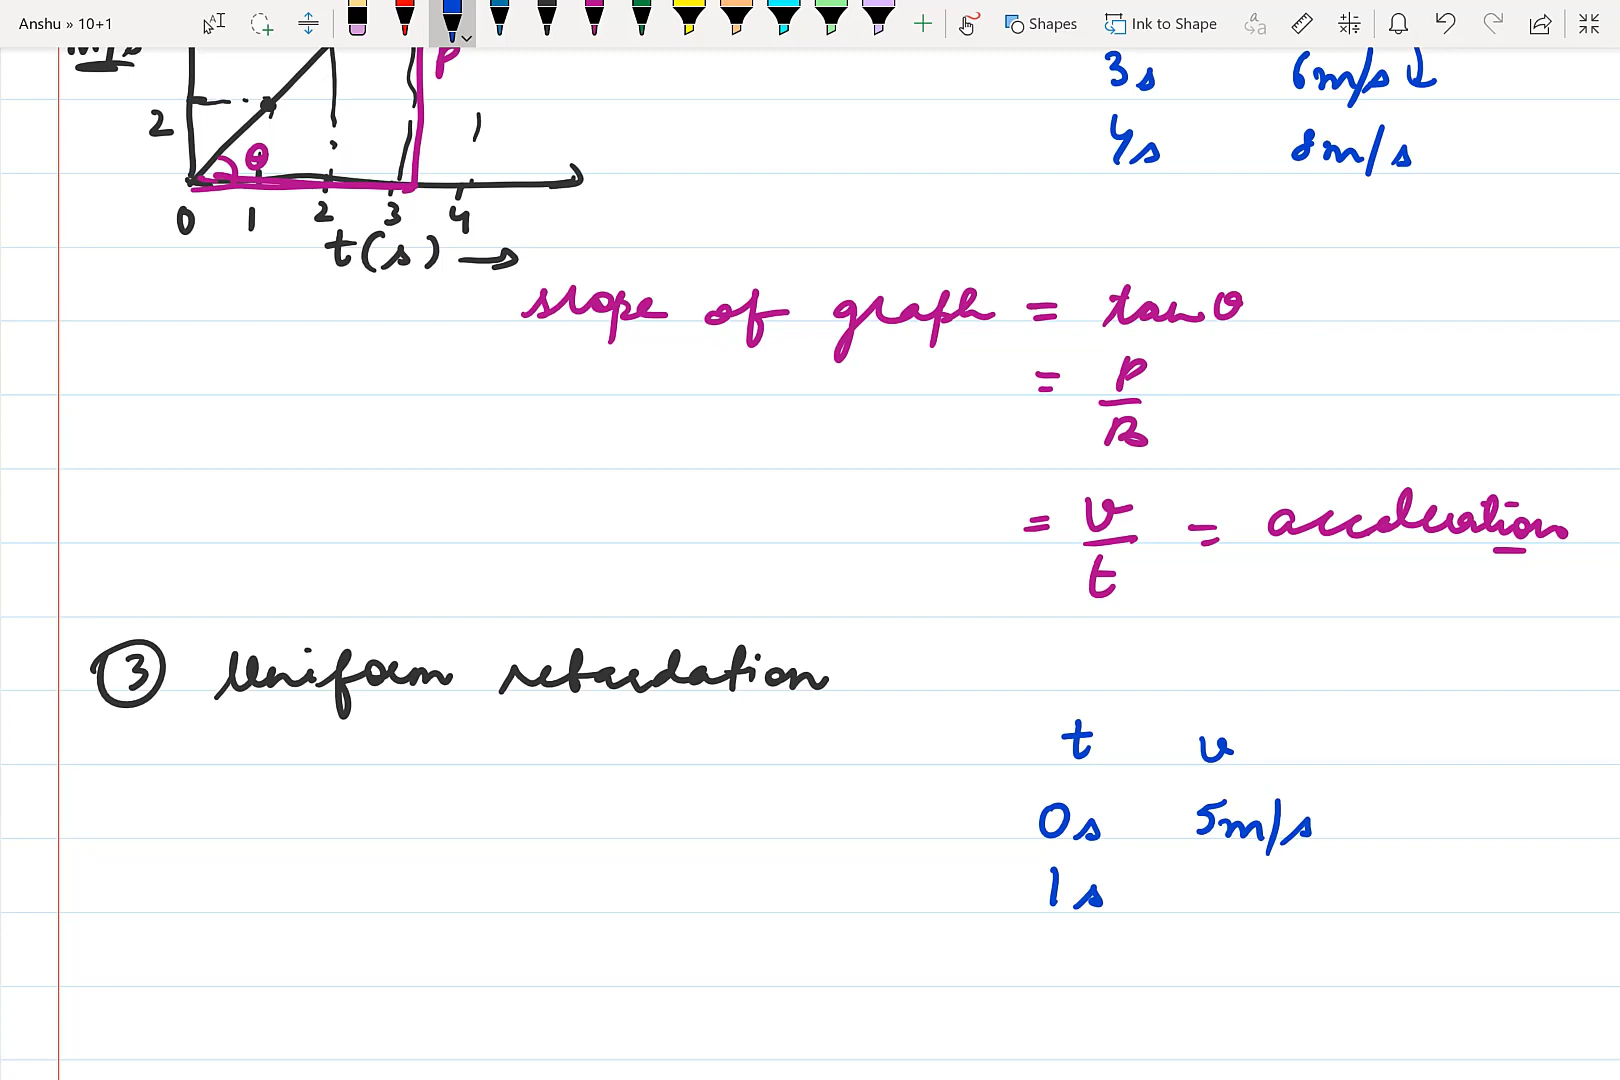 Anshu » 10+1
Shapes
Ink to Shape
m/s
P
2
θ
0 1 2 3 4
t(s) →
3s 6m/s ↓
4s 8m/s
slope of graph = tanθ
= P/B
= v/t = acceleration
③ Uniform retardation
t v
0s 5m/s
1s